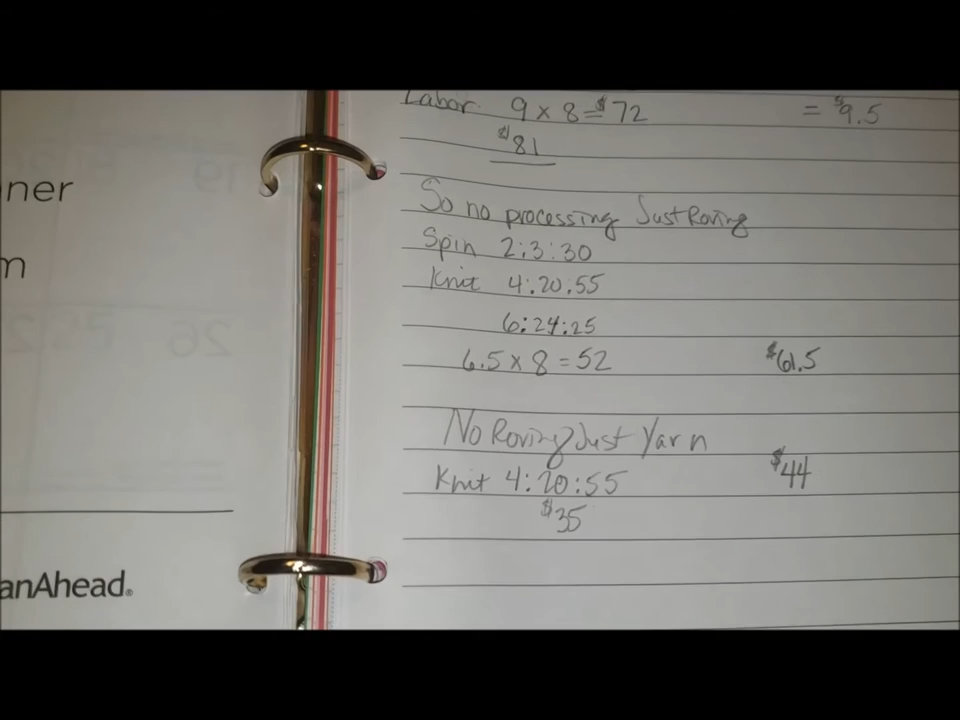 Labor 9 x 8 = $72 = $9.5
$81
So no processing Just Roving
Spin 2:3:30
Knit 4:20:55
6:24:25
6.5 x 8 = 52 $61.5
No Roving Just Yarn
Knit 4:20:55 $44
$35
ner
m
anAhead®
19
26